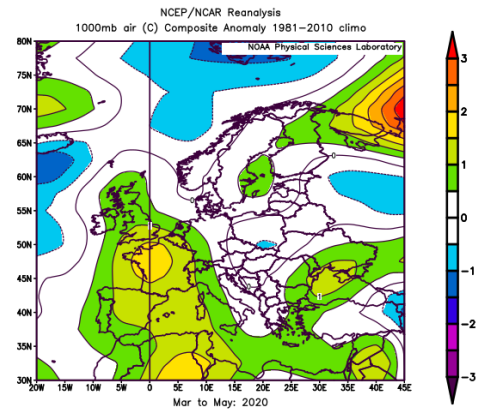 NCEP/NCAR Reanalysis
1000mb air (C) Composite Anomaly 1981-2010 climo
NOAA Physical Sciences Laboratory
80N
75N
70N
65N
60N
55N
50N
45N
40N
35N
30N
20W 15W 10W 5W 0 5E 10E 15E 20E 25E 30E 35E 40E 45E
Mar to May: 2020
3
2
1
0
-1
-2
-3